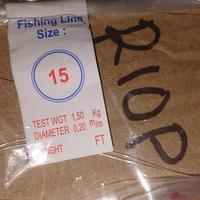 Fishing Line
Size :
15
TEST WGT 1,50 Kg
DIAMETER 0,20 m/m
FT
R10P